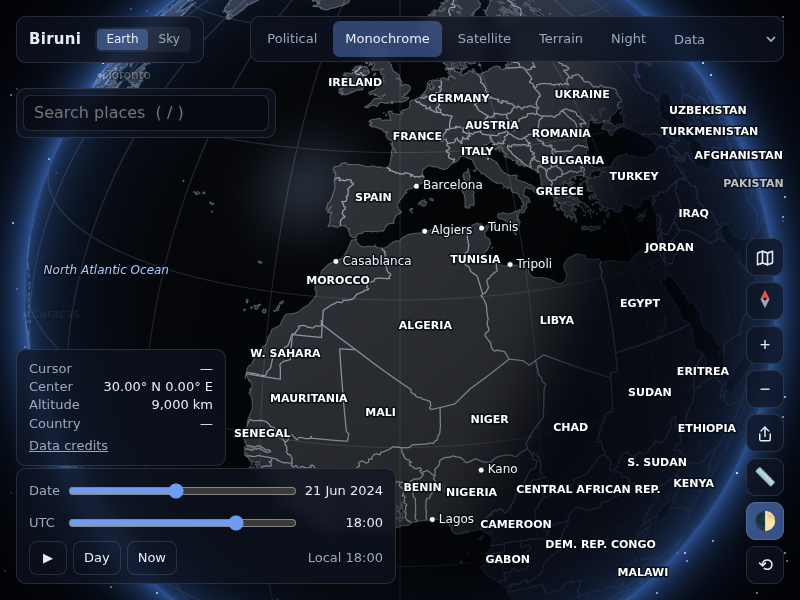 Biruni
Earth
Sky
Political
Monochrome
Satellite
Terrain
Night
Data
Toronto
Search places ( / )
IRELAND
GERMANY
UKRAINE
UZBEKISTAN
AUSTRIA
FRANCE
ROMANIA
TURKMENISTAN
ITALY
AFGHANISTAN
BULGARIA
TURKEY
PAKISTAN
Barcelona
SPAIN
GREECE
IRAQ
Algiers
Tunis
JORDAN
Casablanca
TUNISIA
Tripoli
North Atlantic Ocean
MOROCCO
EGYPT
Caracas
ALGERIA
LIBYA
W. SAHARA
ERITREA
Cursor —
Center 30.00° N 0.00° E
Altitude 9,000 km
Country —
Data credits
MAURITANIA
MALI
NIGER
SUDAN
CHAD
ETHIOPIA
SENEGAL
S. SUDAN
Kano
KENYA
BENIN
NIGERIA
CENTRAL AFRICAN REP.
Lagos
CAMEROON
DEM. REP. CONGO
GABON
MALAWI
Date 21 Jun 2024
UTC 18:00
Day
Now
Local 18:00